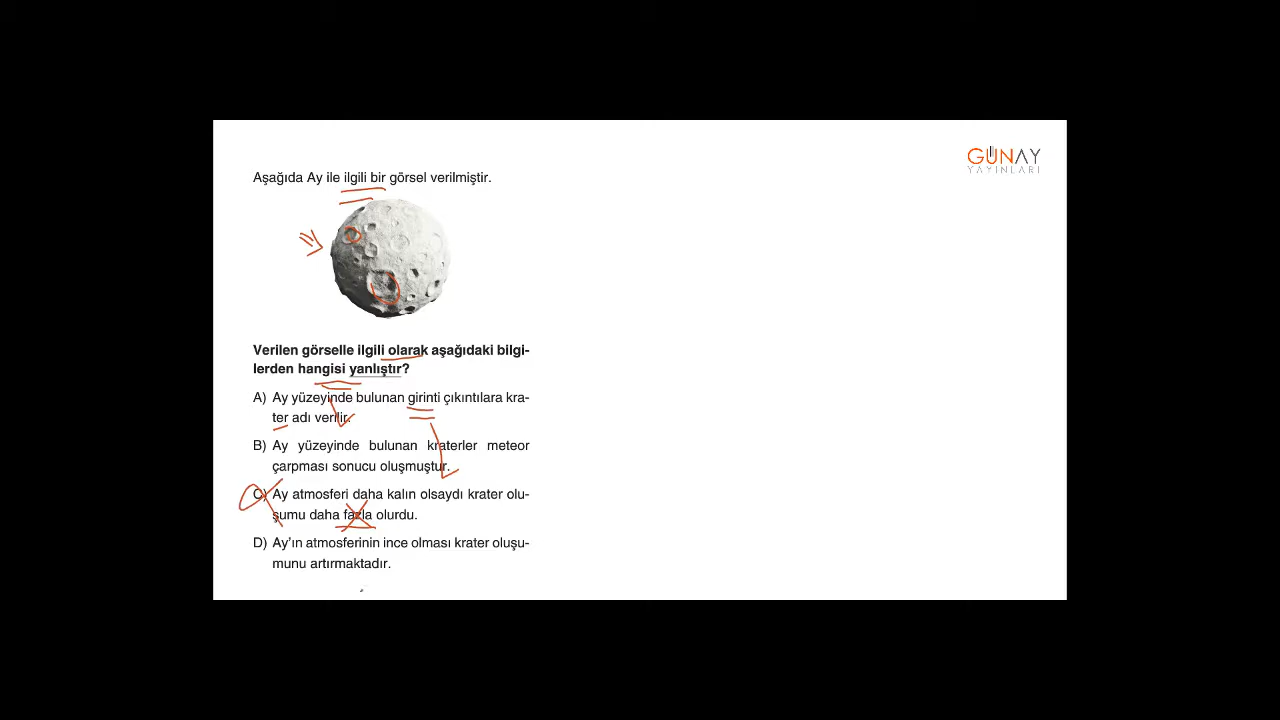 GÜNAY
YAYINLARI
Aşağıda Ay ile ilgili bir görsel verilmiştir.
Verilen görselle ilgili olarak aşağıdaki bilgi-
lerden hangisi yanlıştır?
A) Ay yüzeyinde bulunan girinti çıkıntılara kra-
ter adı verilir.
B) Ay yüzeyinde bulunan kraterler meteor
çarpması sonucu oluşmuştur.
C) Ay atmosferi daha kalın olsaydı krater olu-
şumu daha fazla olurdu.
D) Ay'ın atmosferinin ince olması krater oluşu-
munu artırmaktadır.